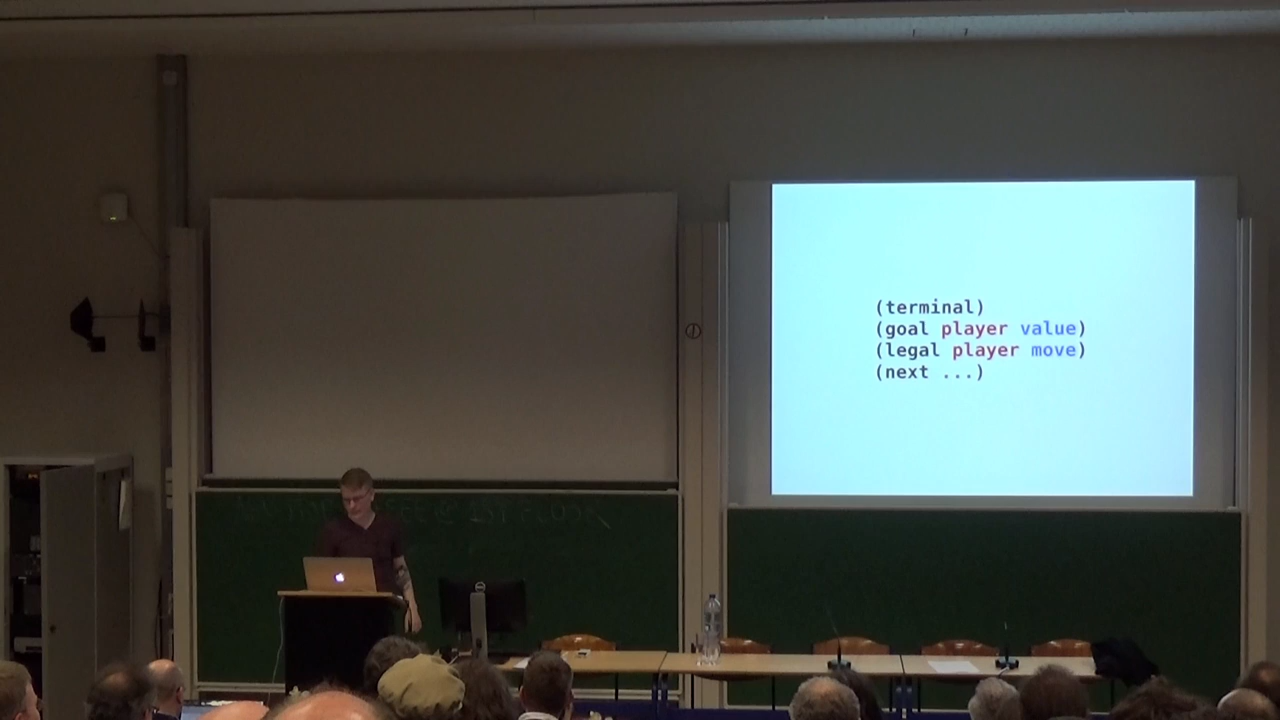 (terminal)
(goal player value)
(legal player move)
(next ...)